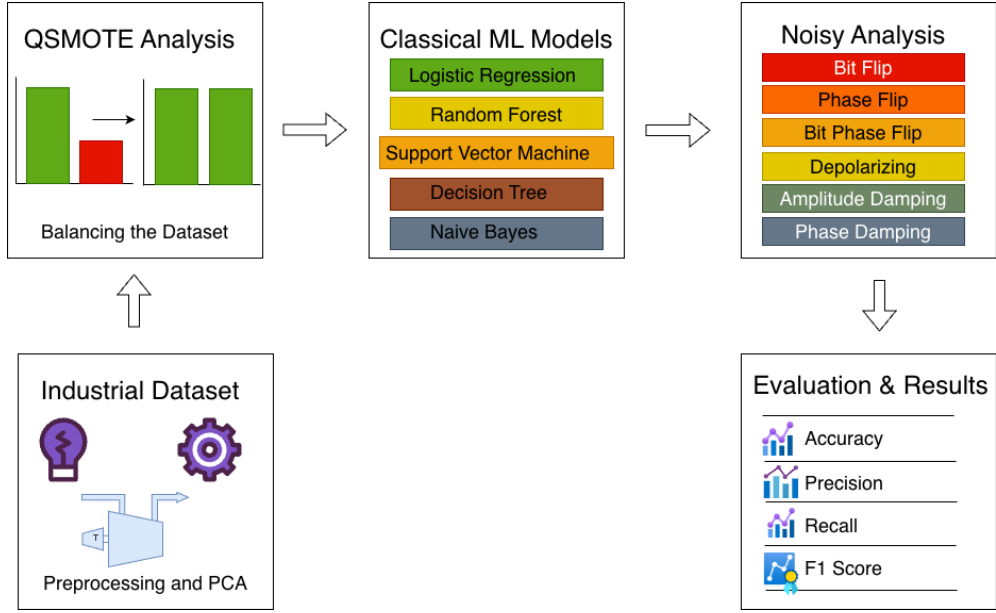 QSMOTE Analysis
Balancing the Dataset
Classical ML Models
Logistic Regression
Random Forest
Support Vector Machine
Decision Tree
Naive Bayes
Noisy Analysis
Bit Flip
Phase Flip
Bit Phase Flip
Depolarizing
Amplitude Damping
Phase Damping
Industrial Dataset
T
Preprocessing and PCA
Evaluation & Results
Accuracy
Precision
Recall
F1 Score